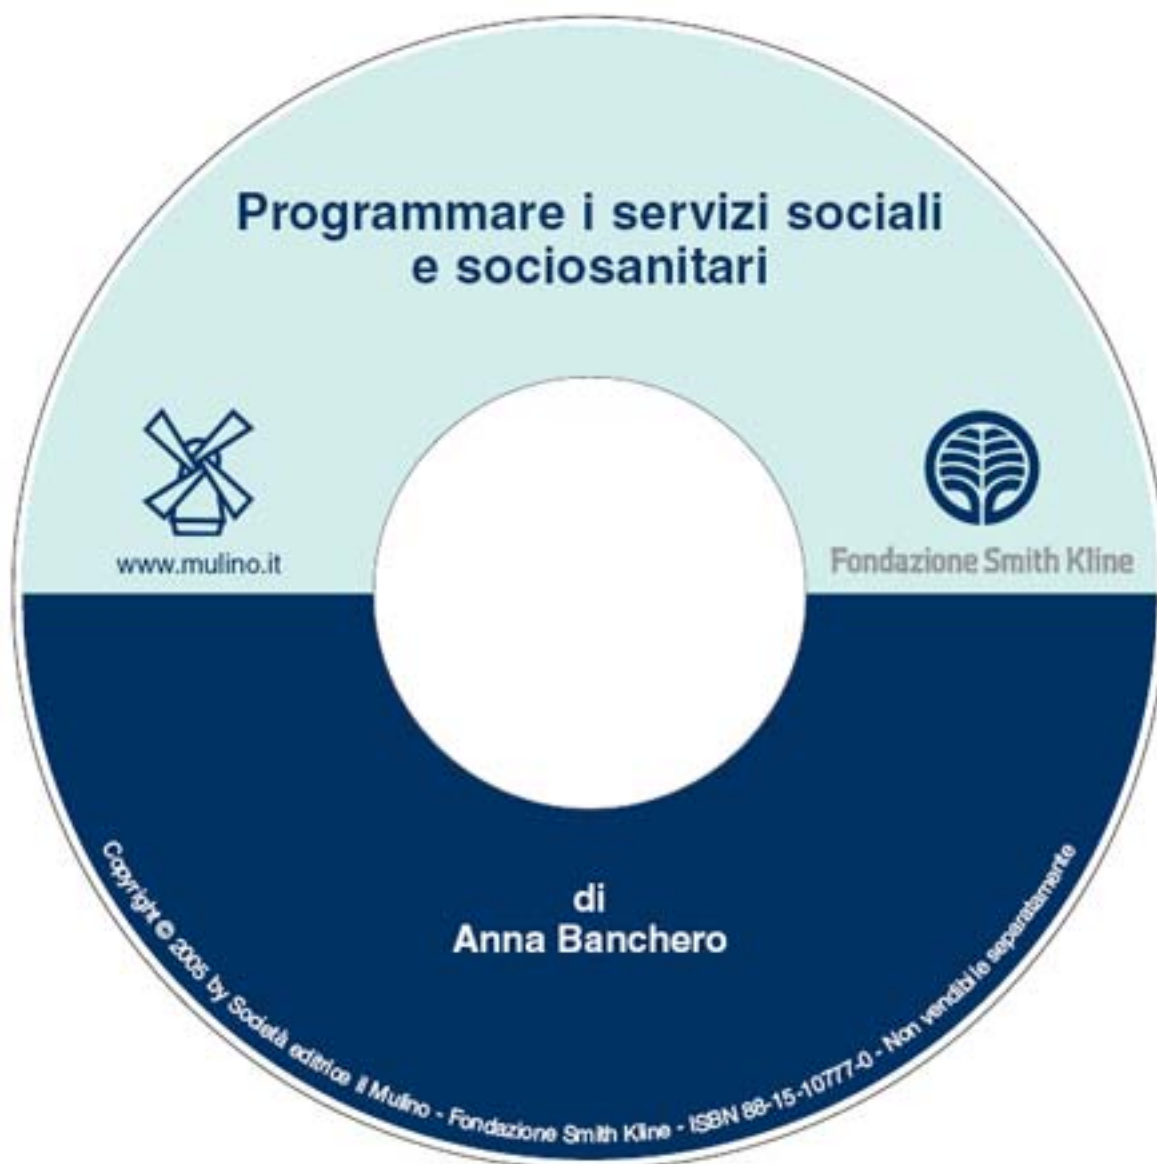 Programmare i servizi sociali
e sociosanitari
www.mulino.it
Fondazione Smith Kline
di
Anna Banchero
Copyright © 2005 by Società editrice il Mulino - Fondazione Smith Kline - ISBN 88-15-10777-0 - Non vendibile separatamente